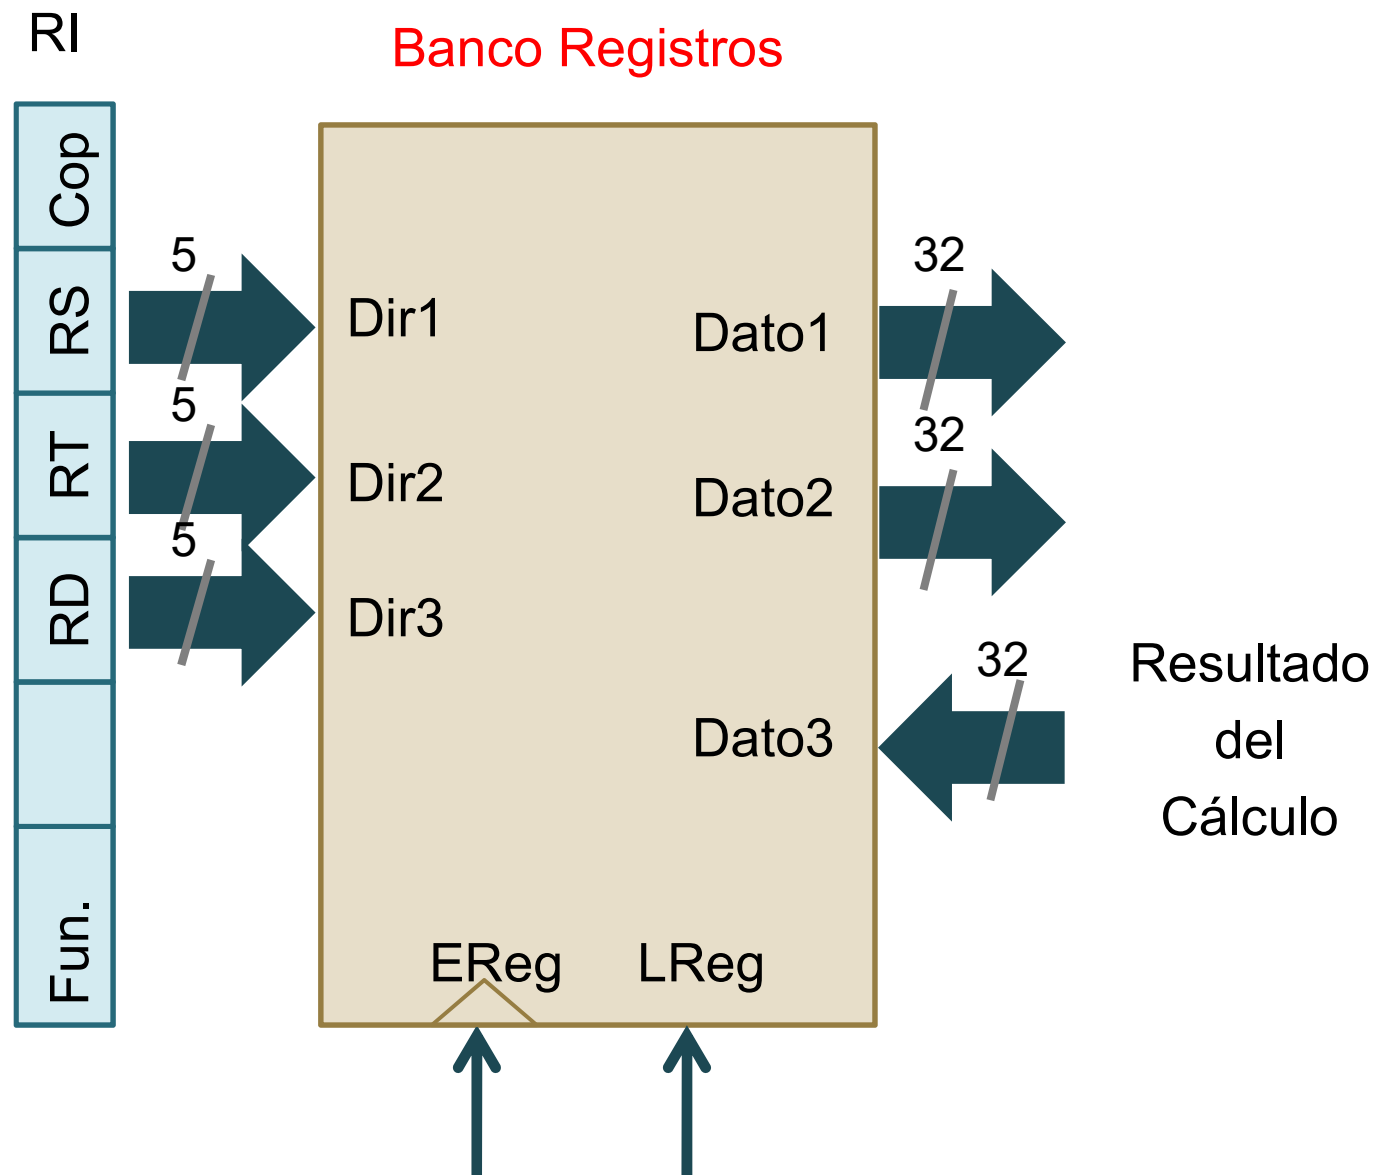 RI
Banco Registros
Cop
RS
RT
RD
Fun.
5
5
5
Dir1
Dir2
Dir3
Dato1
Dato2
Dato3
32
32
32
Resultado
del
Cálculo
EReg
LReg